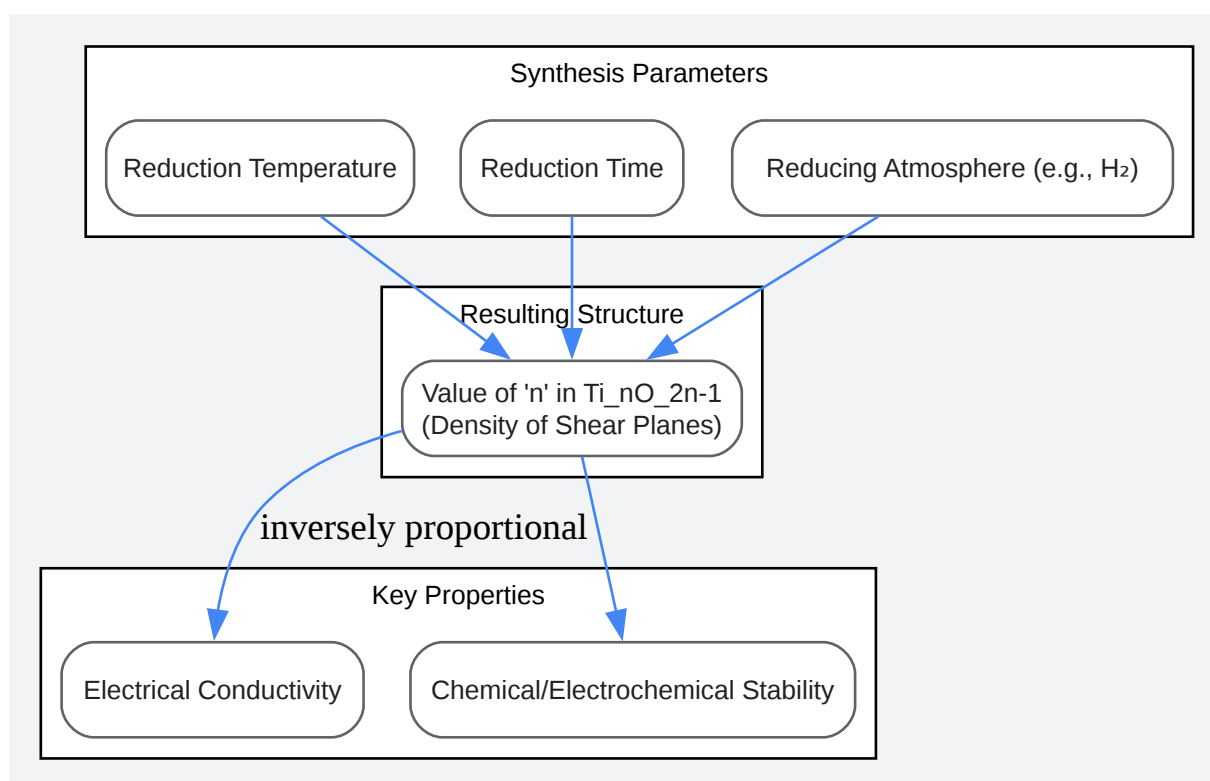 Synthesis Parameters
Reduction Temperature
Reduction Time
Reducing Atmosphere (e.g., H₂)
Resulting Structure
Value of 'n' in Ti_nO_2n-1
(Density of Shear Planes)
inversely proportional
Key Properties
Electrical Conductivity
Chemical/Electrochemical Stability